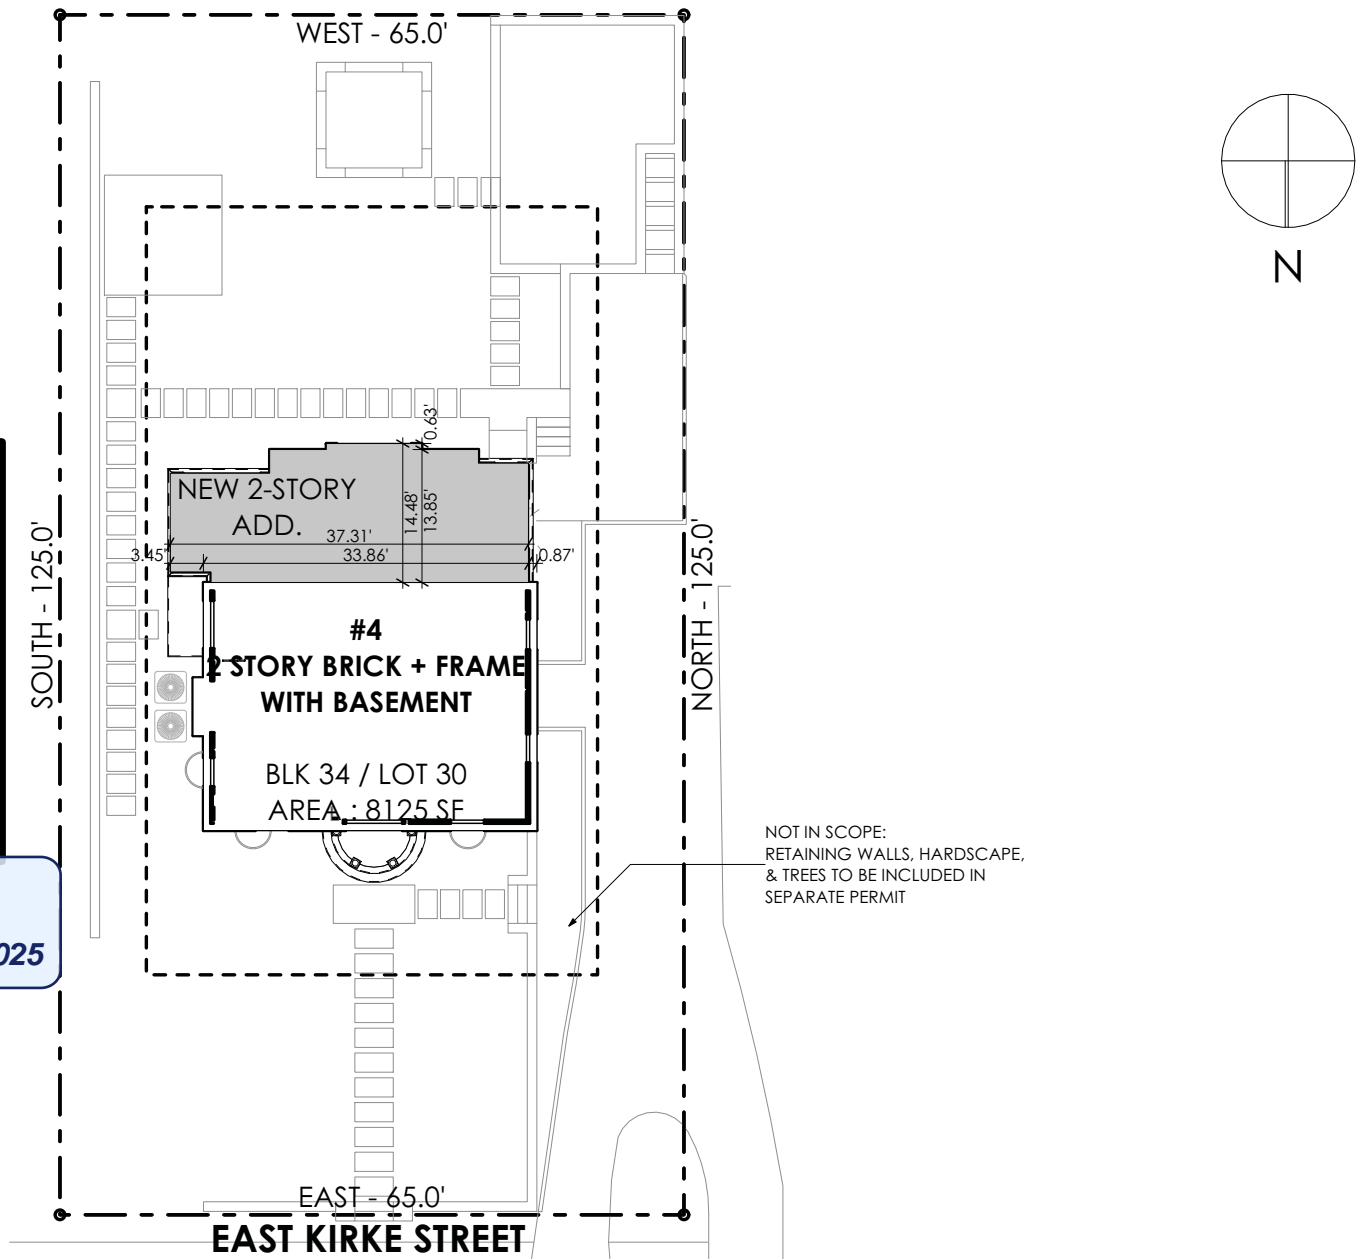 WEST - 65.0'
N
0.63'
NEW 2-STORY
ADD.
14.48'
13.85'
37.31'
3.45'
33.86'
0.87'
SOUTH - 125.0'
NORTH - 125.0'
#4
2 STORY BRICK + FRAME
WITH BASEMENT
BLK 34 / LOT 30
AREA : 8125 SF
NOT IN SCOPE:
RETAINING WALLS, HARDSCAPE,
& TREES TO BE INCLUDED IN
SEPARATE PERMIT
025
EAST - 65.0'
EAST KIRKE STREET